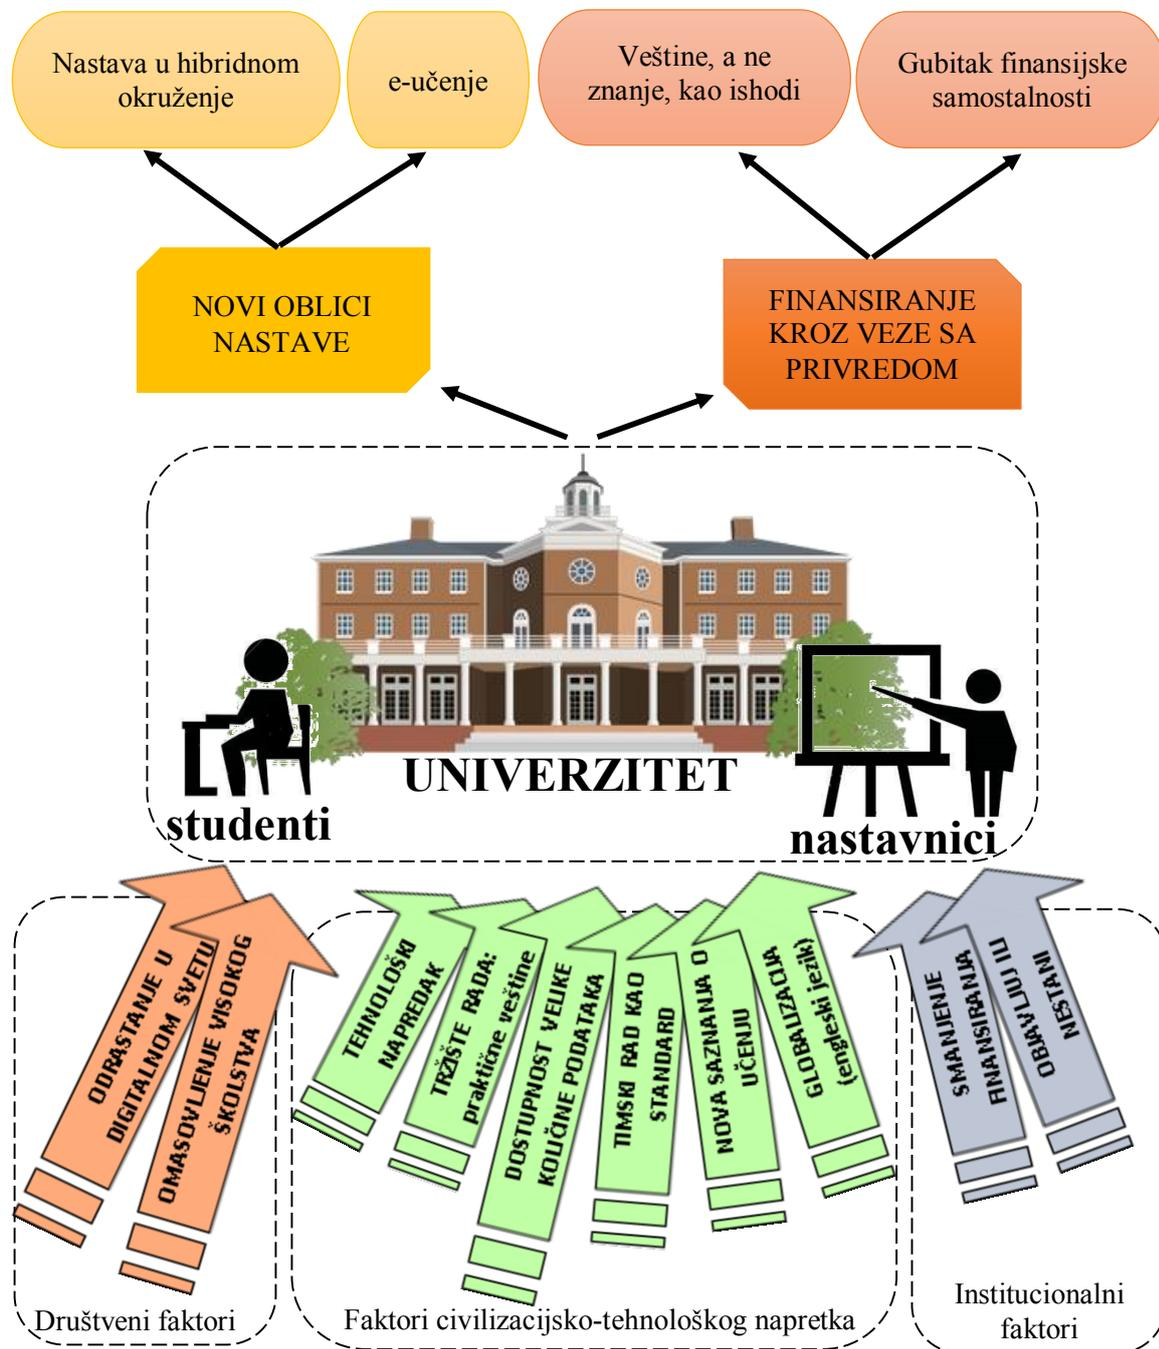 Nastava u hibridnom
okruženje
e-učenje
Veštine, a ne
znanje, kao ishodi
Gubitak finansijske
samostalnosti
NOVI OBLICI
NASTAVE
FINANSIRANJE
KROZ VEZE SA
PRIVREDOM
UNIVERZITET
studenti
nastavnici
ODRASTANJE U
DIGITALNOM SVETU
OMASOVLJENJE VISOKOG
ŠKOLSTVA
TEHNOLOŠKI
NAPREDAK
TRŽIŠTE RADA:
praktične veštine
DOSTUPNOST VELIKE
KOLIČINE PODATAKA
TIMSKI RAD KAO
STANDARD
NOVA SAZNANJA O
UČENJU
GLOBALIZACIJA
(engleski jezik)
SMANJENJE
FINANSIRANJA
OBJAVLJUJ ILI
NESTANI
Društveni faktori
Faktori civilizacijsko-tehnološkog napretka
Institucionalni
faktori